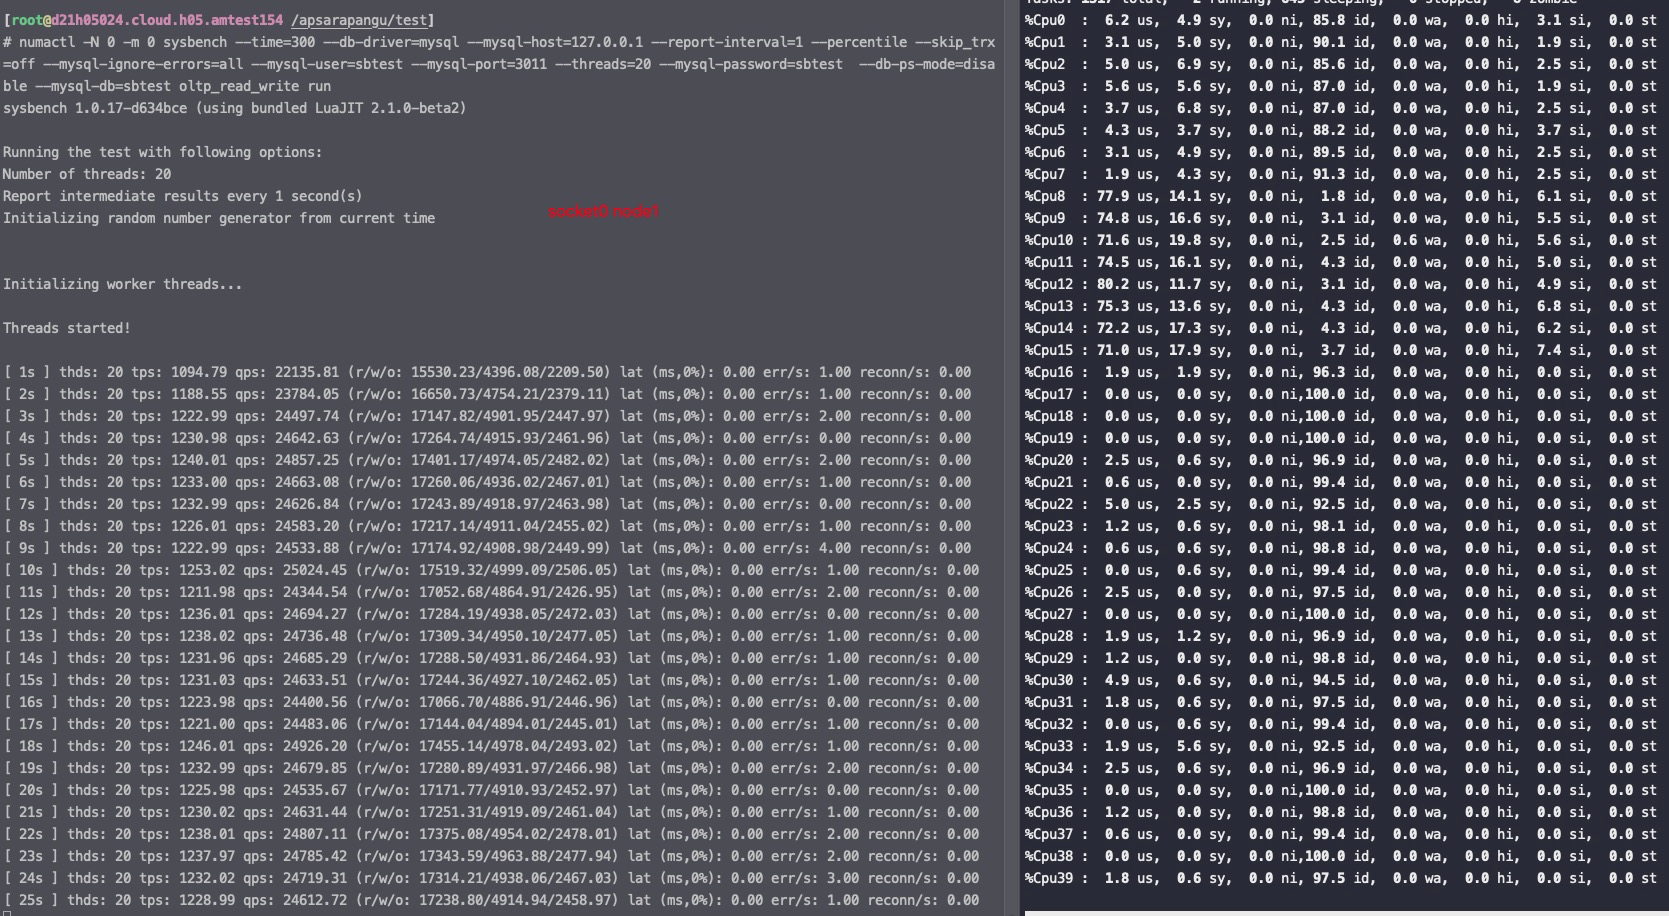 [root@d21h05024.cloud.h05.amtest154 /apsarapangu/test]
# numactl -N 0 -m 0 sysbench --time=300 --db-driver=mysql --mysql-host=127.0.0.1 --report-interval=1 --percentile --skip_trx
=off --mysql-ignore-errors=all --mysql-user=sbtest --mysql-port=3011 --threads=20 --mysql-password=sbtest  --db-ps-mode=disa
ble --mysql-db=sbtest oltp_read_write run
sysbench 1.0.17-d634bce (using bundled LuaJIT 2.1.0-beta2)
Running the test with following options:
Number of threads: 20
Report intermediate results every 1 second(s)
socket0 node1
Initializing random number generator from current time
Initializing worker threads...
Threads started!
[ 1s ] thds: 20 tps: 1094.79 qps: 22135.81 (r/w/o: 15530.23/4396.08/2209.50) lat (ms,0%): 0.00 err/s: 1.00 reconn/s: 0.00
[ 2s ] thds: 20 tps: 1188.55 qps: 23784.05 (r/w/o: 16650.73/4754.21/2379.11) lat (ms,0%): 0.00 err/s: 1.00 reconn/s: 0.00
[ 3s ] thds: 20 tps: 1222.99 qps: 24497.74 (r/w/o: 17147.82/4901.95/2447.97) lat (ms,0%): 0.00 err/s: 2.00 reconn/s: 0.00
[ 4s ] thds: 20 tps: 1230.98 qps: 24642.63 (r/w/o: 17264.74/4915.93/2461.96) lat (ms,0%): 0.00 err/s: 0.00 reconn/s: 0.00
[ 5s ] thds: 20 tps: 1240.01 qps: 24857.25 (r/w/o: 17401.17/4974.05/2482.02) lat (ms,0%): 0.00 err/s: 2.00 reconn/s: 0.00
[ 6s ] thds: 20 tps: 1233.00 qps: 24663.08 (r/w/o: 17260.06/4936.02/2467.01) lat (ms,0%): 0.00 err/s: 1.00 reconn/s: 0.00
[ 7s ] thds: 20 tps: 1232.99 qps: 24626.84 (r/w/o: 17243.89/4918.97/2463.98) lat (ms,0%): 0.00 err/s: 0.00 reconn/s: 0.00
[ 8s ] thds: 20 tps: 1226.01 qps: 24583.20 (r/w/o: 17217.14/4911.04/2455.02) lat (ms,0%): 0.00 err/s: 1.00 reconn/s: 0.00
[ 9s ] thds: 20 tps: 1222.99 qps: 24533.88 (r/w/o: 17174.92/4908.98/2449.99) lat (ms,0%): 0.00 err/s: 4.00 reconn/s: 0.00
[ 10s ] thds: 20 tps: 1253.02 qps: 25024.45 (r/w/o: 17519.32/4999.09/2506.05) lat (ms,0%): 0.00 err/s: 1.00 reconn/s: 0.00
[ 11s ] thds: 20 tps: 1211.98 qps: 24344.54 (r/w/o: 17052.68/4864.91/2426.95) lat (ms,0%): 0.00 err/s: 2.00 reconn/s: 0.00
[ 12s ] thds: 20 tps: 1236.01 qps: 24694.27 (r/w/o: 17284.19/4938.05/2472.03) lat (ms,0%): 0.00 err/s: 0.00 reconn/s: 0.00
[ 13s ] thds: 20 tps: 1238.02 qps: 24736.48 (r/w/o: 17309.34/4950.10/2477.05) lat (ms,0%): 0.00 err/s: 1.00 reconn/s: 0.00
[ 14s ] thds: 20 tps: 1231.96 qps: 24685.29 (r/w/o: 17288.50/4931.86/2464.93) lat (ms,0%): 0.00 err/s: 1.00 reconn/s: 0.00
[ 15s ] thds: 20 tps: 1231.03 qps: 24633.51 (r/w/o: 17244.36/4927.10/2462.05) lat (ms,0%): 0.00 err/s: 1.00 reconn/s: 0.00
[ 16s ] thds: 20 tps: 1223.98 qps: 24400.56 (r/w/o: 17066.70/4886.91/2446.96) lat (ms,0%): 0.00 err/s: 0.00 reconn/s: 0.00
[ 17s ] thds: 20 tps: 1221.00 qps: 24483.06 (r/w/o: 17144.04/4894.01/2445.01) lat (ms,0%): 0.00 err/s: 1.00 reconn/s: 0.00
[ 18s ] thds: 20 tps: 1246.01 qps: 24926.20 (r/w/o: 17455.14/4978.04/2493.02) lat (ms,0%): 0.00 err/s: 1.00 reconn/s: 0.00
[ 19s ] thds: 20 tps: 1232.99 qps: 24679.85 (r/w/o: 17280.89/4931.97/2466.98) lat (ms,0%): 0.00 err/s: 2.00 reconn/s: 0.00
[ 20s ] thds: 20 tps: 1225.98 qps: 24535.67 (r/w/o: 17171.77/4910.93/2452.97) lat (ms,0%): 0.00 err/s: 0.00 reconn/s: 0.00
[ 21s ] thds: 20 tps: 1230.02 qps: 24631.44 (r/w/o: 17251.31/4919.09/2461.04) lat (ms,0%): 0.00 err/s: 1.00 reconn/s: 0.00
[ 22s ] thds: 20 tps: 1238.01 qps: 24807.11 (r/w/o: 17375.08/4954.02/2478.01) lat (ms,0%): 0.00 err/s: 2.00 reconn/s: 0.00
[ 23s ] thds: 20 tps: 1237.97 qps: 24785.42 (r/w/o: 17343.59/4963.88/2477.94) lat (ms,0%): 0.00 err/s: 2.00 reconn/s: 0.00
[ 24s ] thds: 20 tps: 1232.02 qps: 24719.31 (r/w/o: 17314.21/4938.06/2467.03) lat (ms,0%): 0.00 err/s: 3.00 reconn/s: 0.00
[ 25s ] thds: 20 tps: 1228.99 qps: 24612.72 (r/w/o: 17238.80/4914.94/2458.97) lat (ms,0%): 0.00 err/s: 1.00 reconn/s: 0.00
%Cpu0  :  6.2 us,  4.9 sy,  0.0 ni, 85.8 id,  0.0 wa,  0.0 hi,  3.1 si,  0.0 st
%Cpu1  :  3.1 us,  5.0 sy,  0.0 ni, 90.1 id,  0.0 wa,  0.0 hi,  1.9 si,  0.0 st
%Cpu2  :  5.0 us,  6.9 sy,  0.0 ni, 85.6 id,  0.0 wa,  0.0 hi,  2.5 si,  0.0 st
%Cpu3  :  5.6 us,  5.6 sy,  0.0 ni, 87.0 id,  0.0 wa,  0.0 hi,  1.9 si,  0.0 st
%Cpu4  :  3.7 us,  6.8 sy,  0.0 ni, 87.0 id,  0.0 wa,  0.0 hi,  2.5 si,  0.0 st
%Cpu5  :  4.3 us,  3.7 sy,  0.0 ni, 88.2 id,  0.0 wa,  0.0 hi,  3.7 si,  0.0 st
%Cpu6  :  3.1 us,  4.9 sy,  0.0 ni, 89.5 id,  0.0 wa,  0.0 hi,  2.5 si,  0.0 st
%Cpu7  :  1.9 us,  4.3 sy,  0.0 ni, 91.3 id,  0.0 wa,  0.0 hi,  2.5 si,  0.0 st
%Cpu8  : 77.9 us, 14.1 sy,  0.0 ni,  1.8 id,  0.0 wa,  0.0 hi,  6.1 si,  0.0 st
%Cpu9  : 74.8 us, 16.6 sy,  0.0 ni,  3.1 id,  0.0 wa,  0.0 hi,  5.5 si,  0.0 st
%Cpu10 : 71.6 us, 19.8 sy,  0.0 ni,  2.5 id,  0.6 wa,  0.0 hi,  5.6 si,  0.0 st
%Cpu11 : 74.5 us, 16.1 sy,  0.0 ni,  4.3 id,  0.0 wa,  0.0 hi,  5.0 si,  0.0 st
%Cpu12 : 80.2 us, 11.7 sy,  0.0 ni,  3.1 id,  0.0 wa,  0.0 hi,  4.9 si,  0.0 st
%Cpu13 : 75.3 us, 13.6 sy,  0.0 ni,  4.3 id,  0.0 wa,  0.0 hi,  6.8 si,  0.0 st
%Cpu14 : 72.2 us, 17.3 sy,  0.0 ni,  4.3 id,  0.0 wa,  0.0 hi,  6.2 si,  0.0 st
%Cpu15 : 71.0 us, 17.9 sy,  0.0 ni,  3.7 id,  0.0 wa,  0.0 hi,  7.4 si,  0.0 st
%Cpu16 :  1.9 us,  1.9 sy,  0.0 ni, 96.3 id,  0.0 wa,  0.0 hi,  0.0 si,  0.0 st
%Cpu17 :  0.0 us,  0.0 sy,  0.0 ni,100.0 id,  0.0 wa,  0.0 hi,  0.0 si,  0.0 st
%Cpu18 :  0.0 us,  0.0 sy,  0.0 ni,100.0 id,  0.0 wa,  0.0 hi,  0.0 si,  0.0 st
%Cpu19 :  0.0 us,  0.0 sy,  0.0 ni,100.0 id,  0.0 wa,  0.0 hi,  0.0 si,  0.0 st
%Cpu20 :  2.5 us,  0.6 sy,  0.0 ni, 96.9 id,  0.0 wa,  0.0 hi,  0.0 si,  0.0 st
%Cpu21 :  0.6 us,  0.0 sy,  0.0 ni, 99.4 id,  0.0 wa,  0.0 hi,  0.0 si,  0.0 st
%Cpu22 :  5.0 us,  2.5 sy,  0.0 ni, 92.5 id,  0.0 wa,  0.0 hi,  0.0 si,  0.0 st
%Cpu23 :  1.2 us,  0.6 sy,  0.0 ni, 98.1 id,  0.0 wa,  0.0 hi,  0.0 si,  0.0 st
%Cpu24 :  0.6 us,  0.6 sy,  0.0 ni, 98.8 id,  0.0 wa,  0.0 hi,  0.0 si,  0.0 st
%Cpu25 :  0.0 us,  0.6 sy,  0.0 ni, 99.4 id,  0.0 wa,  0.0 hi,  0.0 si,  0.0 st
%Cpu26 :  2.5 us,  0.0 sy,  0.0 ni, 97.5 id,  0.0 wa,  0.0 hi,  0.0 si,  0.0 st
%Cpu27 :  0.0 us,  0.0 sy,  0.0 ni,100.0 id,  0.0 wa,  0.0 hi,  0.0 si,  0.0 st
%Cpu28 :  1.9 us,  1.2 sy,  0.0 ni, 96.9 id,  0.0 wa,  0.0 hi,  0.0 si,  0.0 st
%Cpu29 :  1.2 us,  0.0 sy,  0.0 ni, 98.8 id,  0.0 wa,  0.0 hi,  0.0 si,  0.0 st
%Cpu30 :  4.9 us,  0.6 sy,  0.0 ni, 94.5 id,  0.0 wa,  0.0 hi,  0.0 si,  0.0 st
%Cpu31 :  1.8 us,  0.6 sy,  0.0 ni, 97.5 id,  0.0 wa,  0.0 hi,  0.0 si,  0.0 st
%Cpu32 :  0.0 us,  0.6 sy,  0.0 ni, 99.4 id,  0.0 wa,  0.0 hi,  0.0 si,  0.0 st
%Cpu33 :  1.9 us,  5.6 sy,  0.0 ni, 92.5 id,  0.0 wa,  0.0 hi,  0.0 si,  0.0 st
%Cpu34 :  2.5 us,  0.6 sy,  0.0 ni, 96.9 id,  0.0 wa,  0.0 hi,  0.0 si,  0.0 st
%Cpu35 :  0.0 us,  0.0 sy,  0.0 ni,100.0 id,  0.0 wa,  0.0 hi,  0.0 si,  0.0 st
%Cpu36 :  1.2 us,  0.0 sy,  0.0 ni, 98.8 id,  0.0 wa,  0.0 hi,  0.0 si,  0.0 st
%Cpu37 :  0.6 us,  0.0 sy,  0.0 ni, 99.4 id,  0.0 wa,  0.0 hi,  0.0 si,  0.0 st
%Cpu38 :  0.0 us,  0.0 sy,  0.0 ni,100.0 id,  0.0 wa,  0.0 hi,  0.0 si,  0.0 st
%Cpu39 :  1.8 us,  0.6 sy,  0.0 ni, 97.5 id,  0.0 wa,  0.0 hi,  0.0 si,  0.0 st